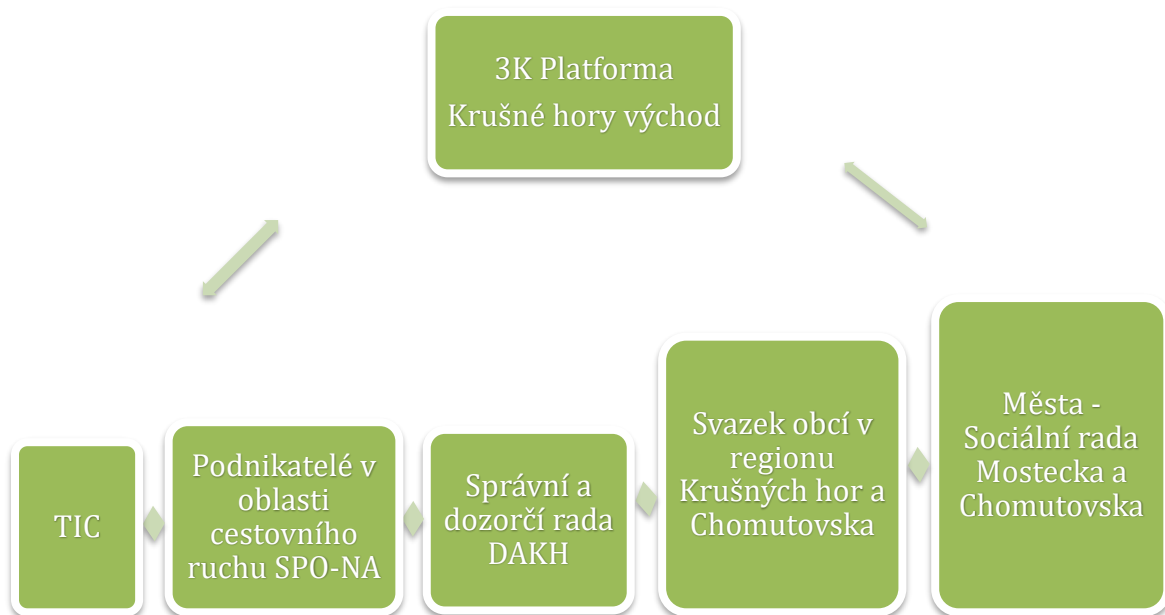 3K Platforma
Krušné hory východ
TIC
Podnikatelé v
oblasti
cestovního
ruchu SPO-NA
Správní a
dozorčí rada
DAKH
Svazek obcí v
regionu
Krušných hor a
Chomutovska
Města -
Sociální rada
Mostecka a
Chomutovska